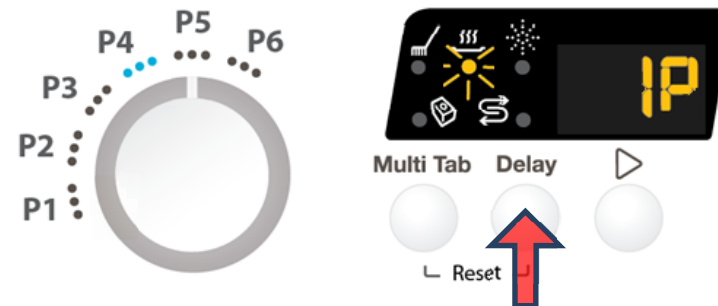 P1
P2
P3
P4
P5
P6
1P
Multi Tab Delay
Reset